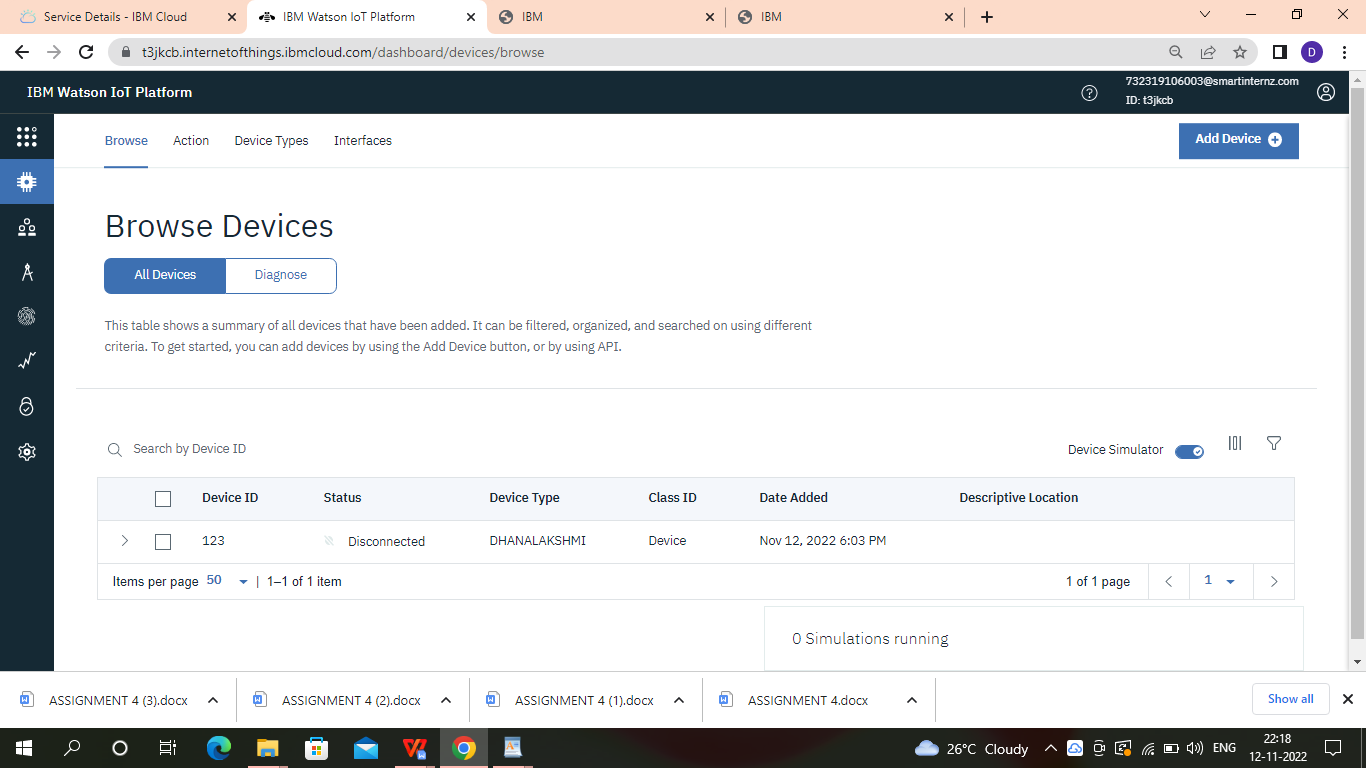 Service Details - IBM Cloud
IBM Watson IoT Platform
IBM
IBM
t3jkcb.internetofthings.ibmcloud.com/dashboard/devices/browse
D
IBM Watson IoT Platform
732319106003@smartinternz.com
ID: t3jkcb
Browse Action Device Types Interfaces
Add Device
Browse Devices
All Devices Diagnose
This table shows a summary of all devices that have been added. It can be filtered, organized, and searched on using different
criteria. To get started, you can add devices by using the Add Device button, or by using API.
Search by Device ID
Device Simulator
Device ID Status Device Type Class ID Date Added Descriptive Location
123 Disconnected DHANALAKSHMI Device Nov 12, 2022 6:03 PM
Items per page 50 | 1–1 of 1 item
1 of 1 page 1
0 Simulations running
ASSIGNMENT 4 (3).docx
ASSIGNMENT 4 (2).docx
ASSIGNMENT 4 (1).docx
ASSIGNMENT 4.docx
Show all
26°C Cloudy
ENG
22:18
12-11-2022